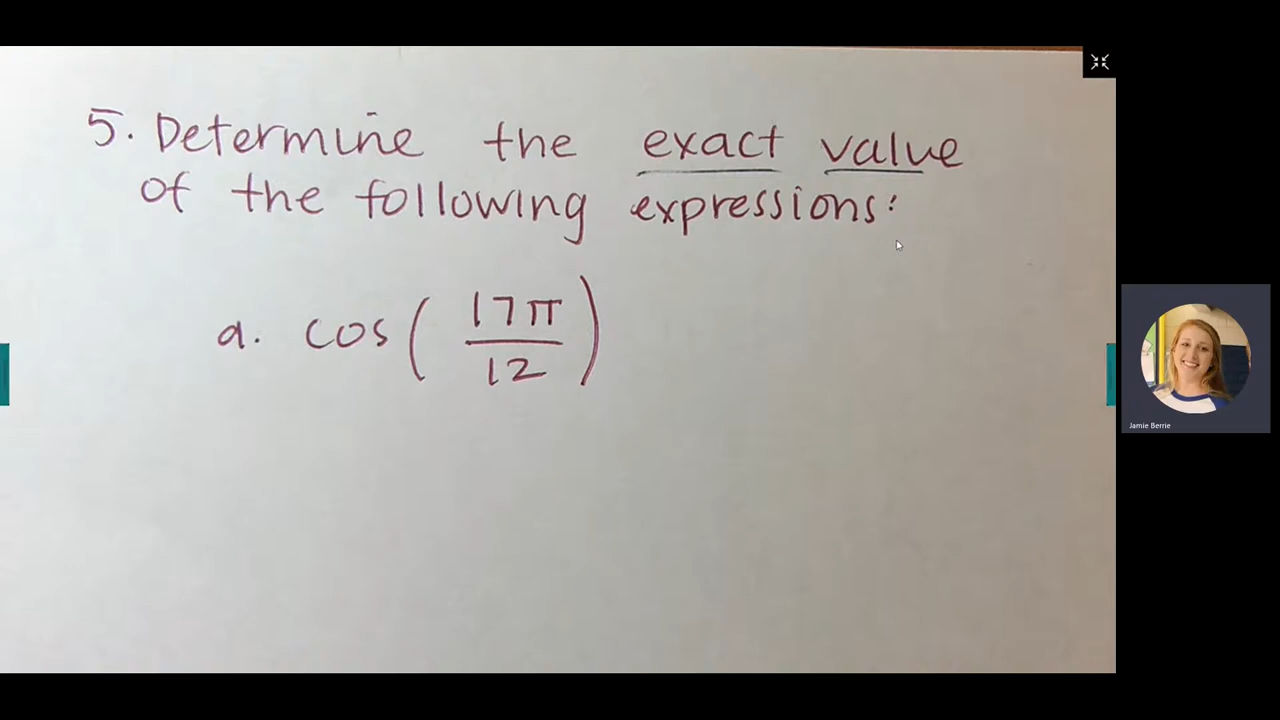 5. Determine the exact value
of the following expressions:
a. cos(17π/12)
Jamie Berrie